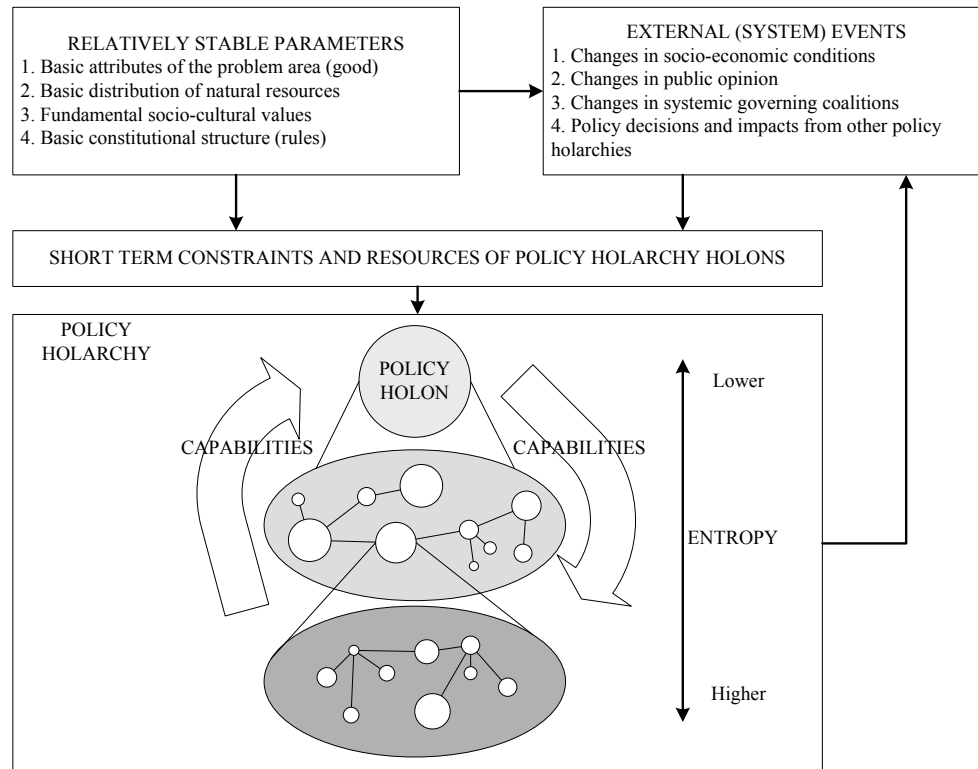 RELATIVELY STABLE PARAMETERS
1. Basic attributes of the problem area (good)
2. Basic distribution of natural resources
3. Fundamental socio-cultural values
4. Basic constitutional structure (rules)
EXTERNAL (SYSTEM) EVENTS
1. Changes in socio-economic conditions
2. Changes in public opinion
3. Changes in systemic governing coalitions
4. Policy decisions and impacts from other policy
holarchies
SHORT TERM CONSTRAINTS AND RESOURCES OF POLICY HOLARCHY HOLONS
POLICY
HOLARCHY
POLICY
HOLON
Lower
CAPABILITIES
CAPABILITIES
ENTROPY
Higher